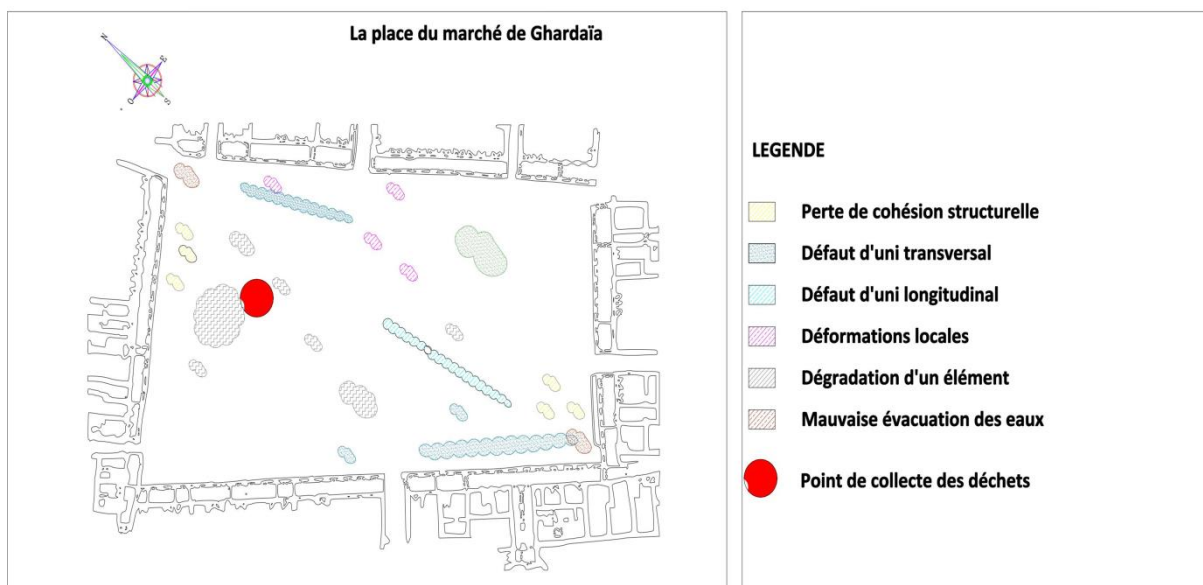 La place du marché de Ghardaïa
N
E
S
O
LEGENDE
Perte de cohésion structurelle
Défaut d'uni transversal
Défaut d'uni longitudinal
Déformations locales
Dégradation d'un élément
Mauvaise évacuation des eaux
Point de collecte des déchets